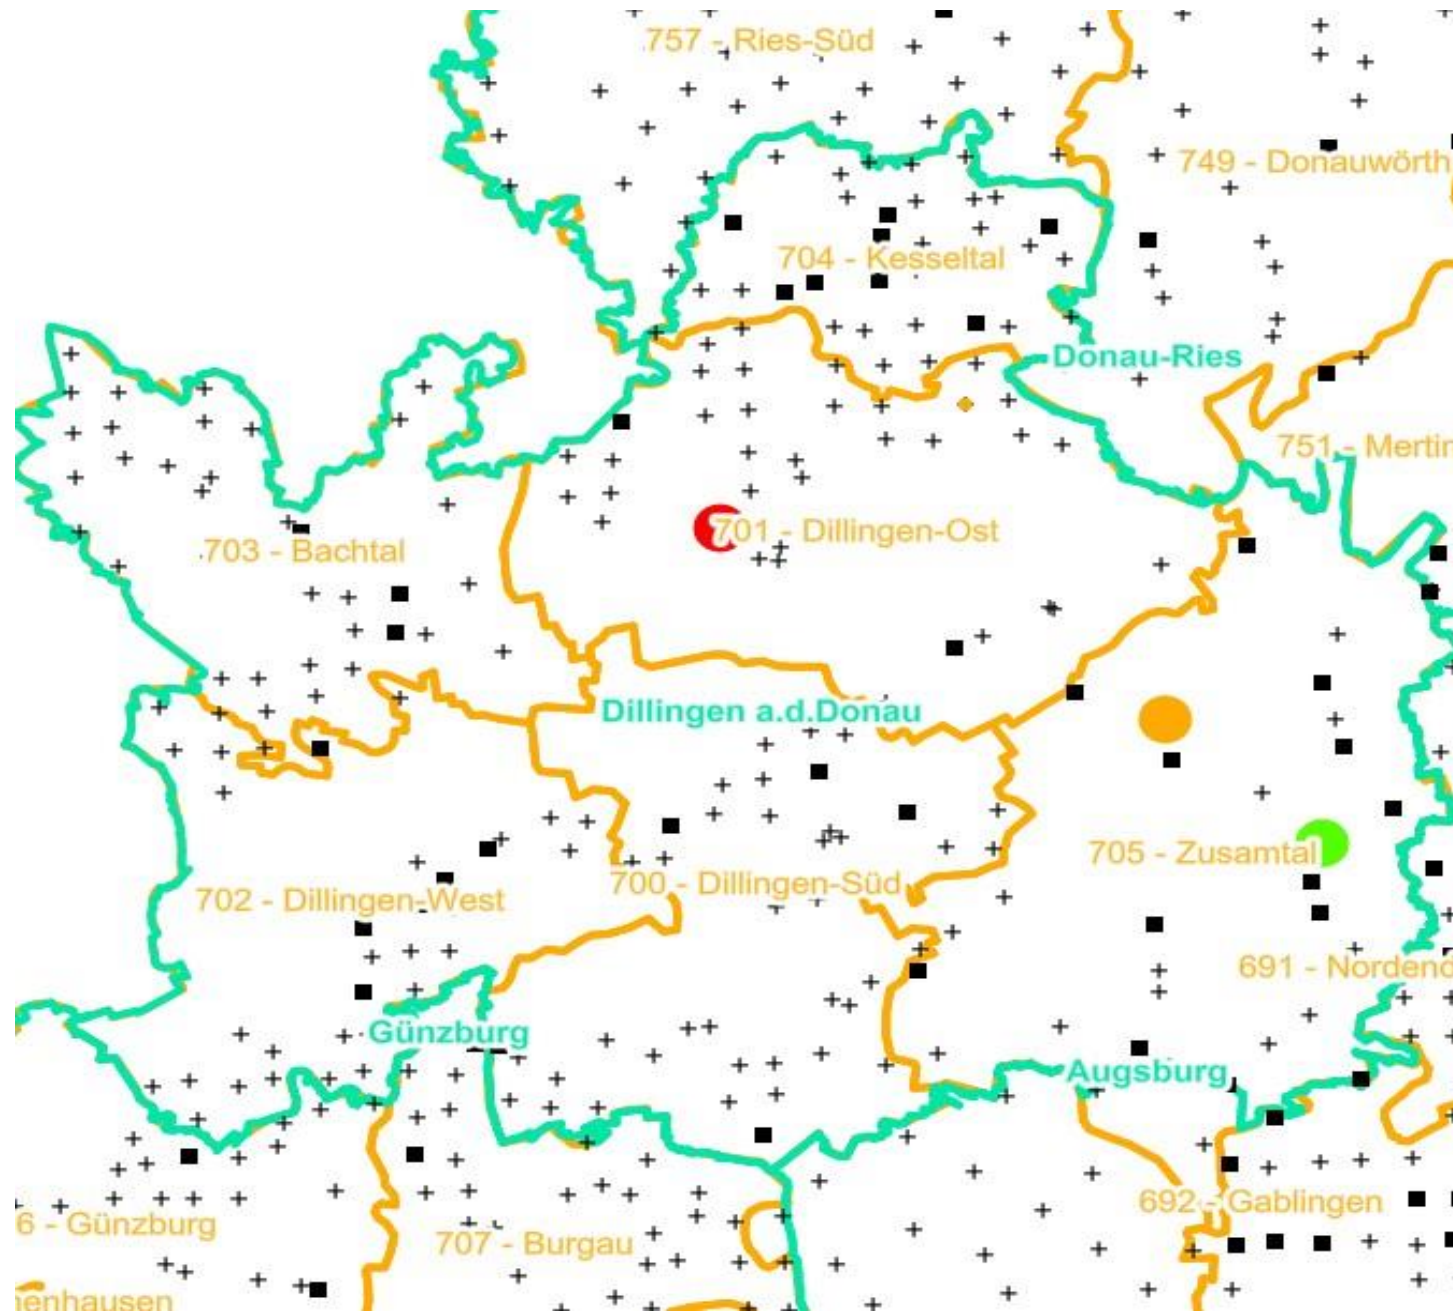 757 - Ries-Süd
749 - Donauwörth
704 - Kesseltal
Donau-Ries
751 - Mertin
701 - Dillingen-Ost
703 - Bachtal
Dillingen a.d.Donau
705 - Zusamtal
700 - Dillingen-Süd
702 - Dillingen-West
691 - Nordend
Günzburg
Augsburg
692 - Gablingen
6 - Günzburg
707 - Burgau
nenhausen